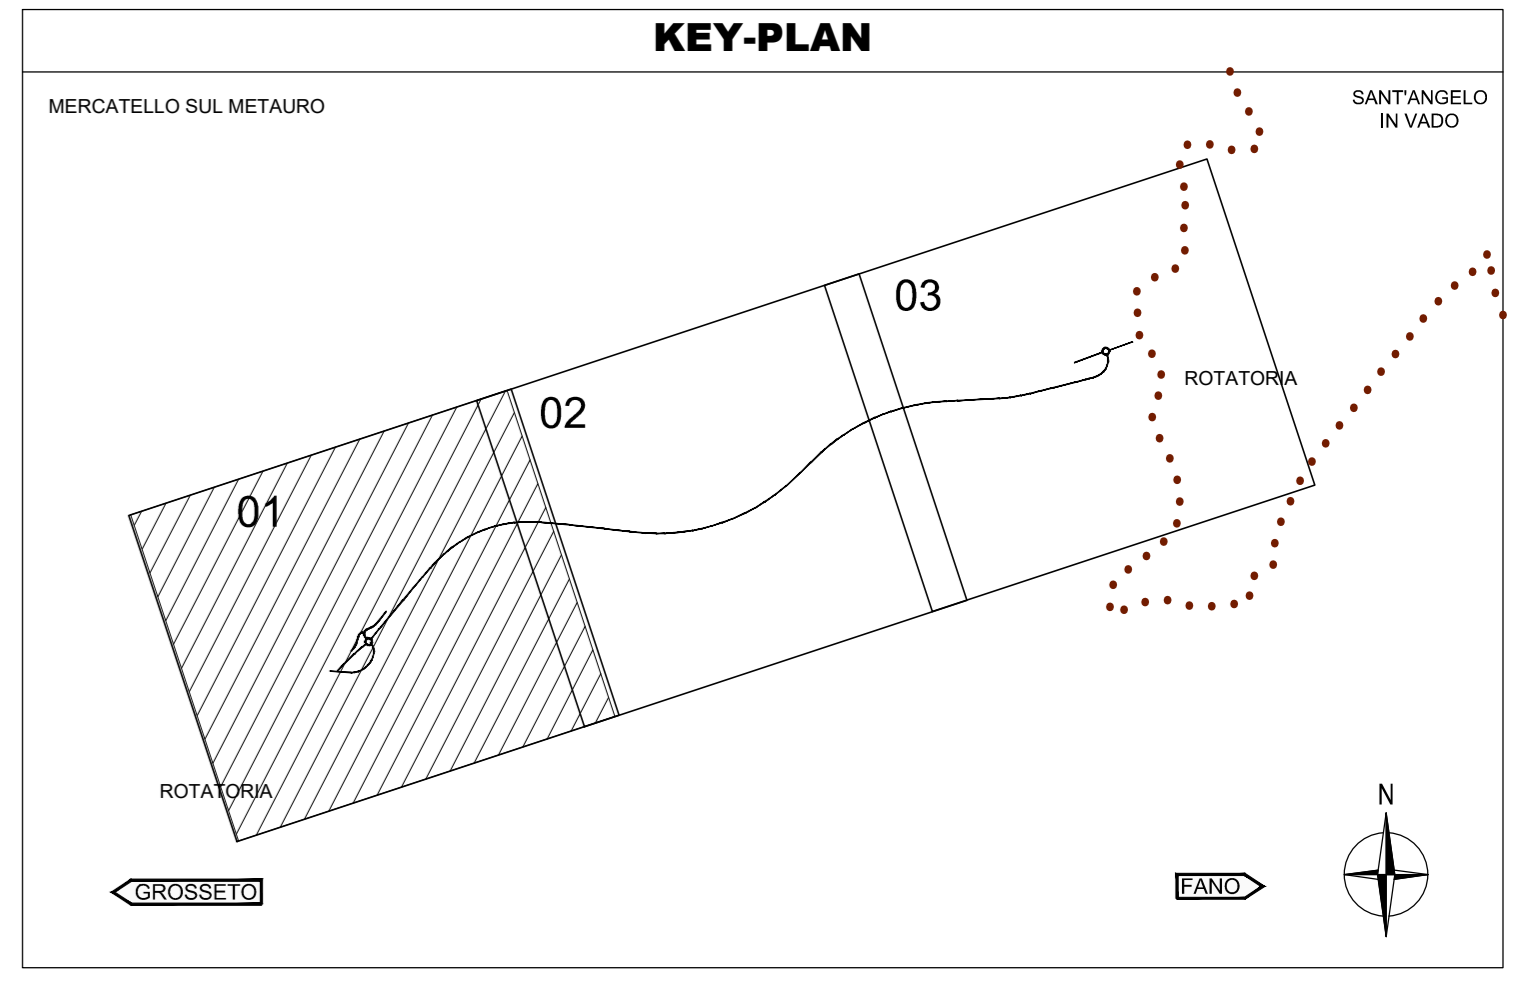 KEY-PLAN
MERCATELLO SUL METAURO
SANT'ANGELO
IN VADO
03
ROTATORIA
02
01
ROTATORIA
N
GROSSETO
FANO